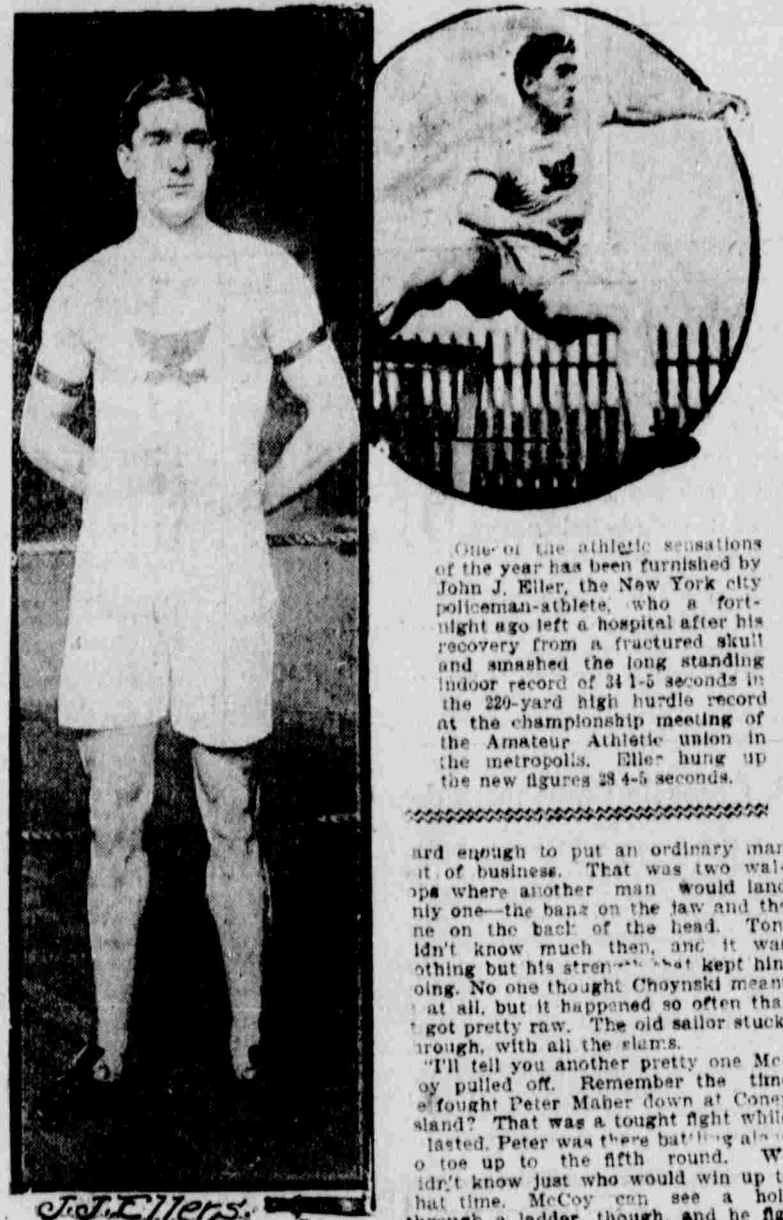 One of the athletic sensations
of the year has been furnished by
John J. Eller, the New York city
policeman-athlete, who a fort-
night ago left a hospital after his
recovery from a fractured skull
and smashed the long standing
indoor record of 34 1-5 seconds in
the 220-yard high hurdle record
at the championship meeting of
the Amateur Athletic union in
the metropolis. Eller hung up
the new figures 28 4-5 seconds.
ard enough to put an ordinary man
it of business. That was two wal-
ops where another man would land
nly one—the bang on the jaw and the
ne on the back of the head. Tom
idn't know much then, and it was
othing but his that kept him
oing. No one thought Choynski mean
at all, but it happened so often tha
got pretty raw. The old sailor stuck
rough, with all the slams.
"I'll tell you another pretty one Mc-
oy pulled off. Remember the time
e fought Peter Maher down at Coney
sland? That was a tought fight while
lasted. Peter was there
o toe up to the fifth round. W
idn't know just who would win up t
hat time. McCoy can see a hol
through a ladder, though, and he fig
J.J. Ellers.